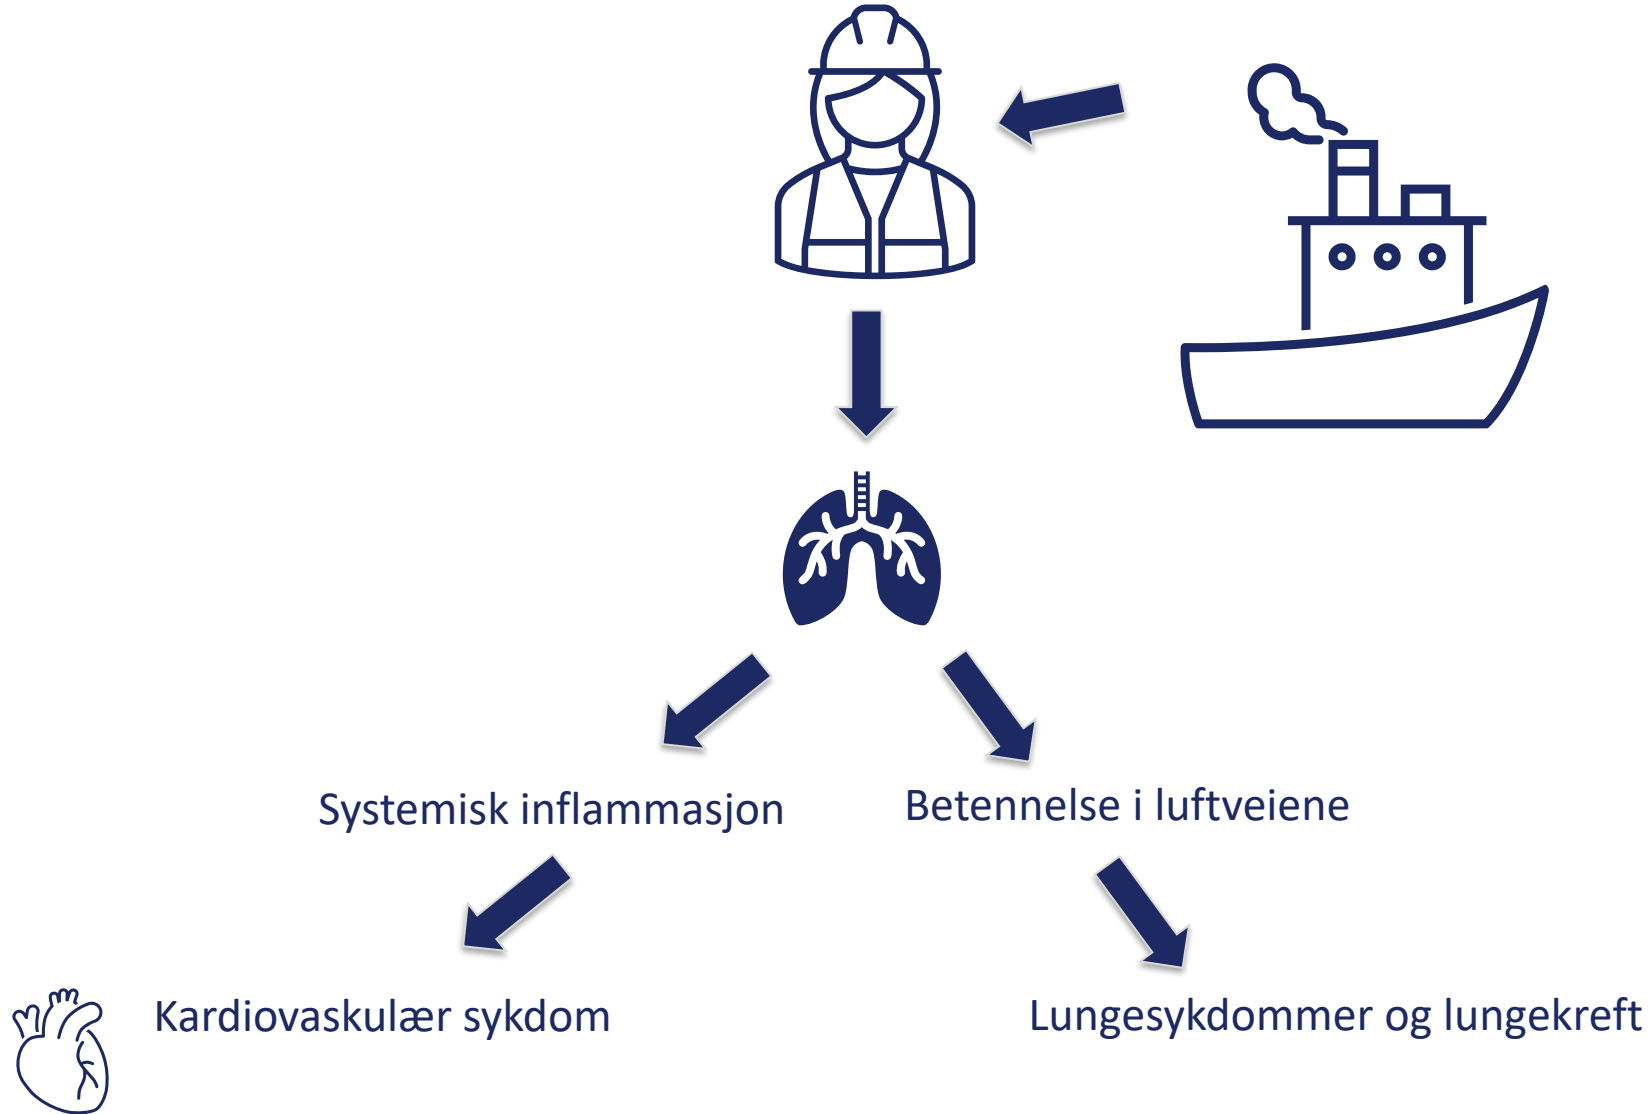 Systemisk inflammasjon
Betennelse i luftveiene
Kardiovaskulær sykdom
Lungesykdommer og lungekreft